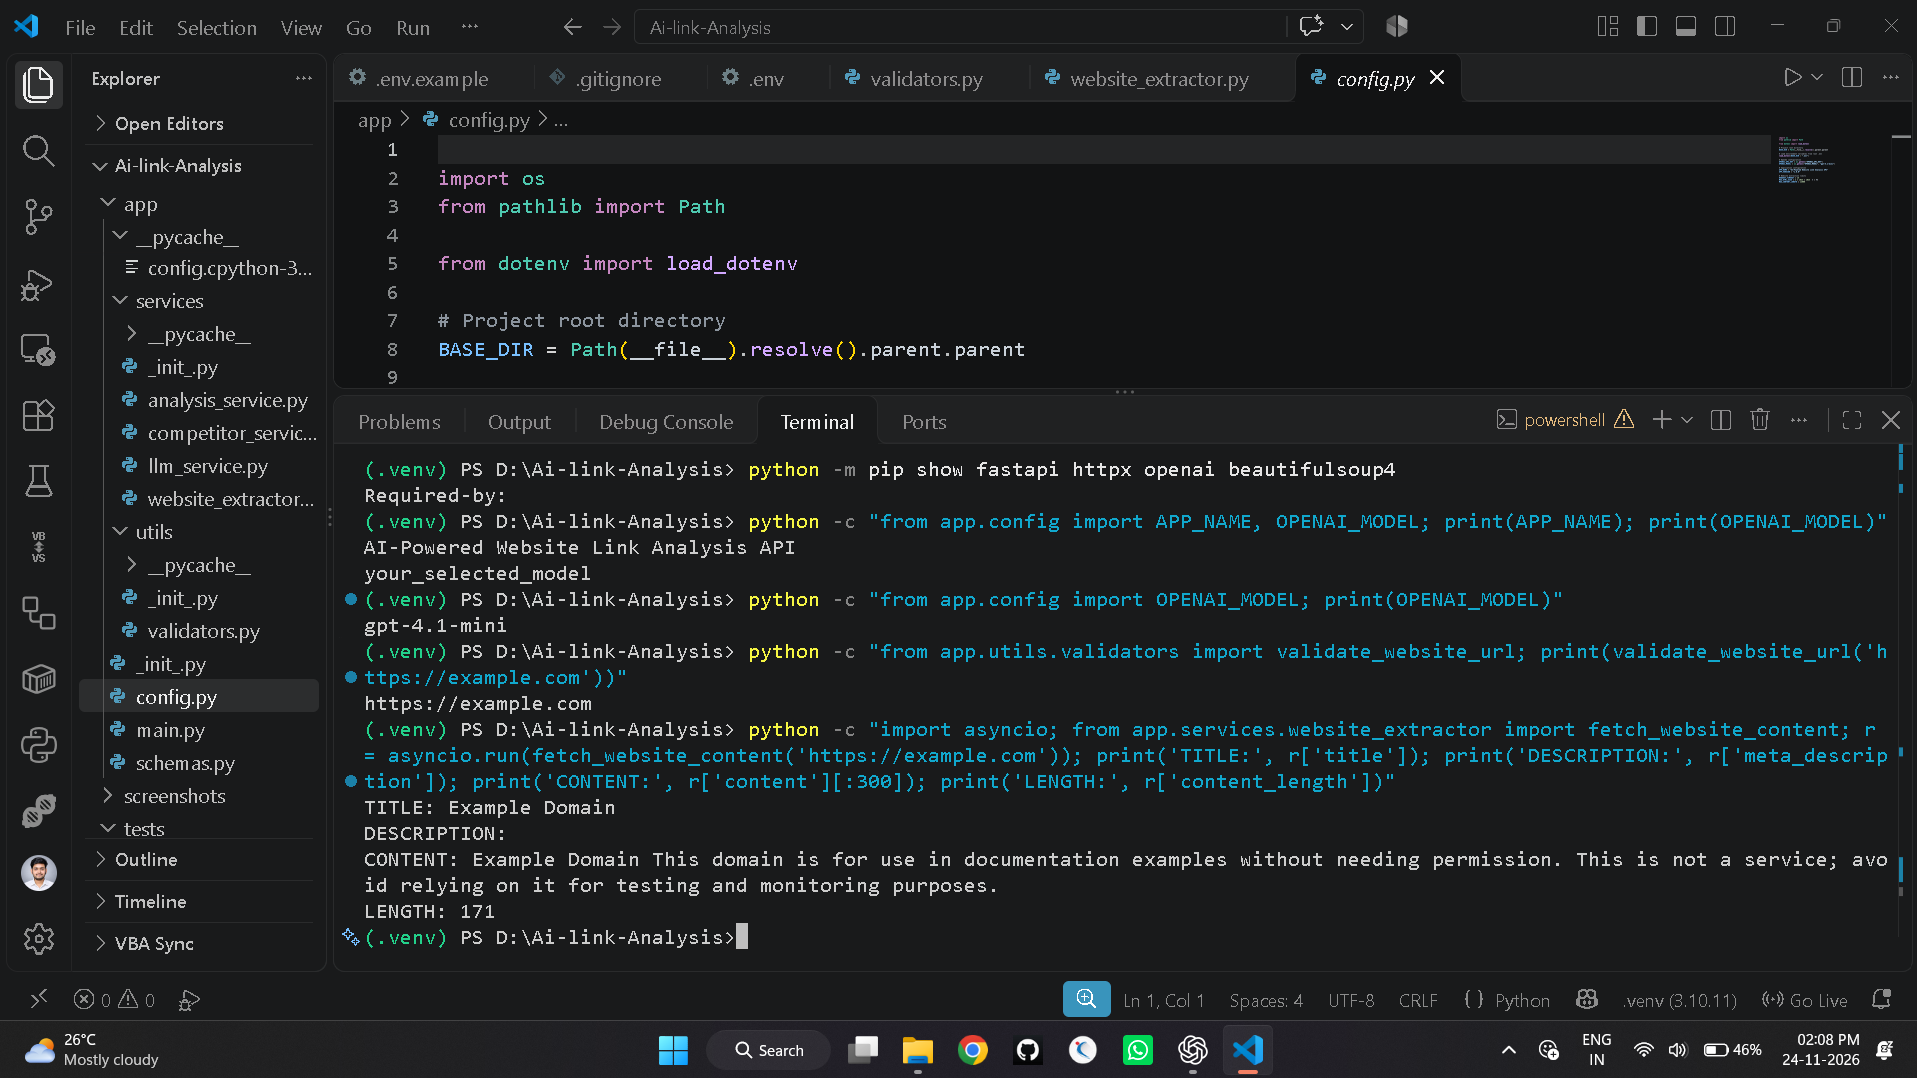 File Edit Selection View Go Run ···
Ai-link-Analysis
Explorer ···
Open Editors
Ai-link-Analysis
app
__pycache__
config.cpython-3...
services
__pycache__
_init_.py
analysis_service.py
competitor_servic...
llm_service.py
website_extractor...
utils
__pycache__
_init_.py
validators.py
_init_.py
config.py
main.py
schemas.py
screenshots
tests
Outline
Timeline
VBA Sync
VB
VS
.env.example .gitignore .env validators.py website_extractor.py config.py
app > config.py > ...
1
2 import os
3 from pathlib import Path
4
5 from dotenv import load_dotenv
6
7 # Project root directory
8 BASE_DIR = Path(__file__).resolve().parent.parent
9
Problems Output Debug Console Terminal Ports
powershell
(.venv) PS D:\Ai-link-Analysis> python -m pip show fastapi httpx openai beautifulsoup4
Required-by:
(.venv) PS D:\Ai-link-Analysis> python -c "from app.config import APP_NAME, OPENAI_MODEL; print(APP_NAME); print(OPENAI_MODEL)"
AI-Powered Website Link Analysis API
your_selected_model
(.venv) PS D:\Ai-link-Analysis> python -c "from app.config import OPENAI_MODEL; print(OPENAI_MODEL)"
gpt-4.1-mini
(.venv) PS D:\Ai-link-Analysis> python -c "from app.utils.validators import validate_website_url; print(validate_website_url('h
ttps://example.com'))"
https://example.com
(.venv) PS D:\Ai-link-Analysis> python -c "import asyncio; from app.services.website_extractor import fetch_website_content; r
= asyncio.run(fetch_website_content('https://example.com')); print('TITLE:', r['title']); print('DESCRIPTION:', r['meta_descrip
tion']); print('CONTENT:', r['content'][:300]); print('LENGTH:', r['content_length'])"
TITLE: Example Domain
DESCRIPTION:
CONTENT: Example Domain This domain is for use in documentation examples without needing permission. This is not a service; avo
id relying on it for testing and monitoring purposes.
LENGTH: 171
(.venv) PS D:\Ai-link-Analysis>
0 0
Ln 1, Col 1 Spaces: 4 UTF-8 CRLF {} Python .venv (3.10.11) Go Live
26°C
Mostly cloudy
Search
ENG
IN
46%
02:08 PM
24-11-2026